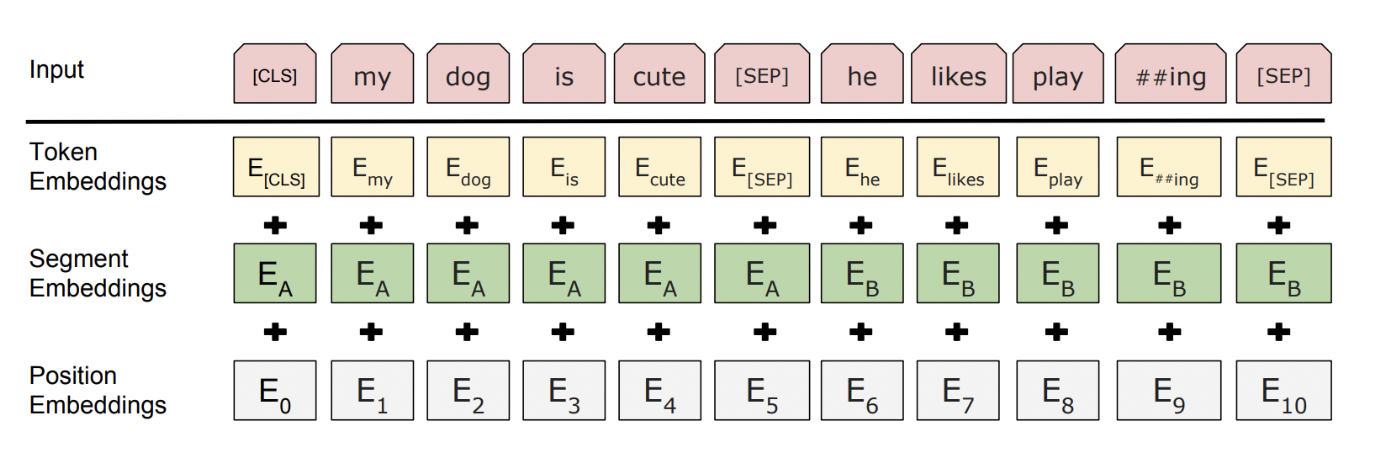 Input [CLS] my dog is cute [SEP] he likes play ##ing [SEP]
Token
Embeddings E[CLS] Emy Edog Eis Ecute E[SEP] Ehe Elikes Eplay E##ing E[SEP]
+ + + + + + + + + + +
Segment
Embeddings EA EA EA EA EA EA EB EB EB EB EB
+ + + + + + + + + + +
Position
Embeddings E0 E1 E2 E3 E4 E5 E6 E7 E8 E9 E10